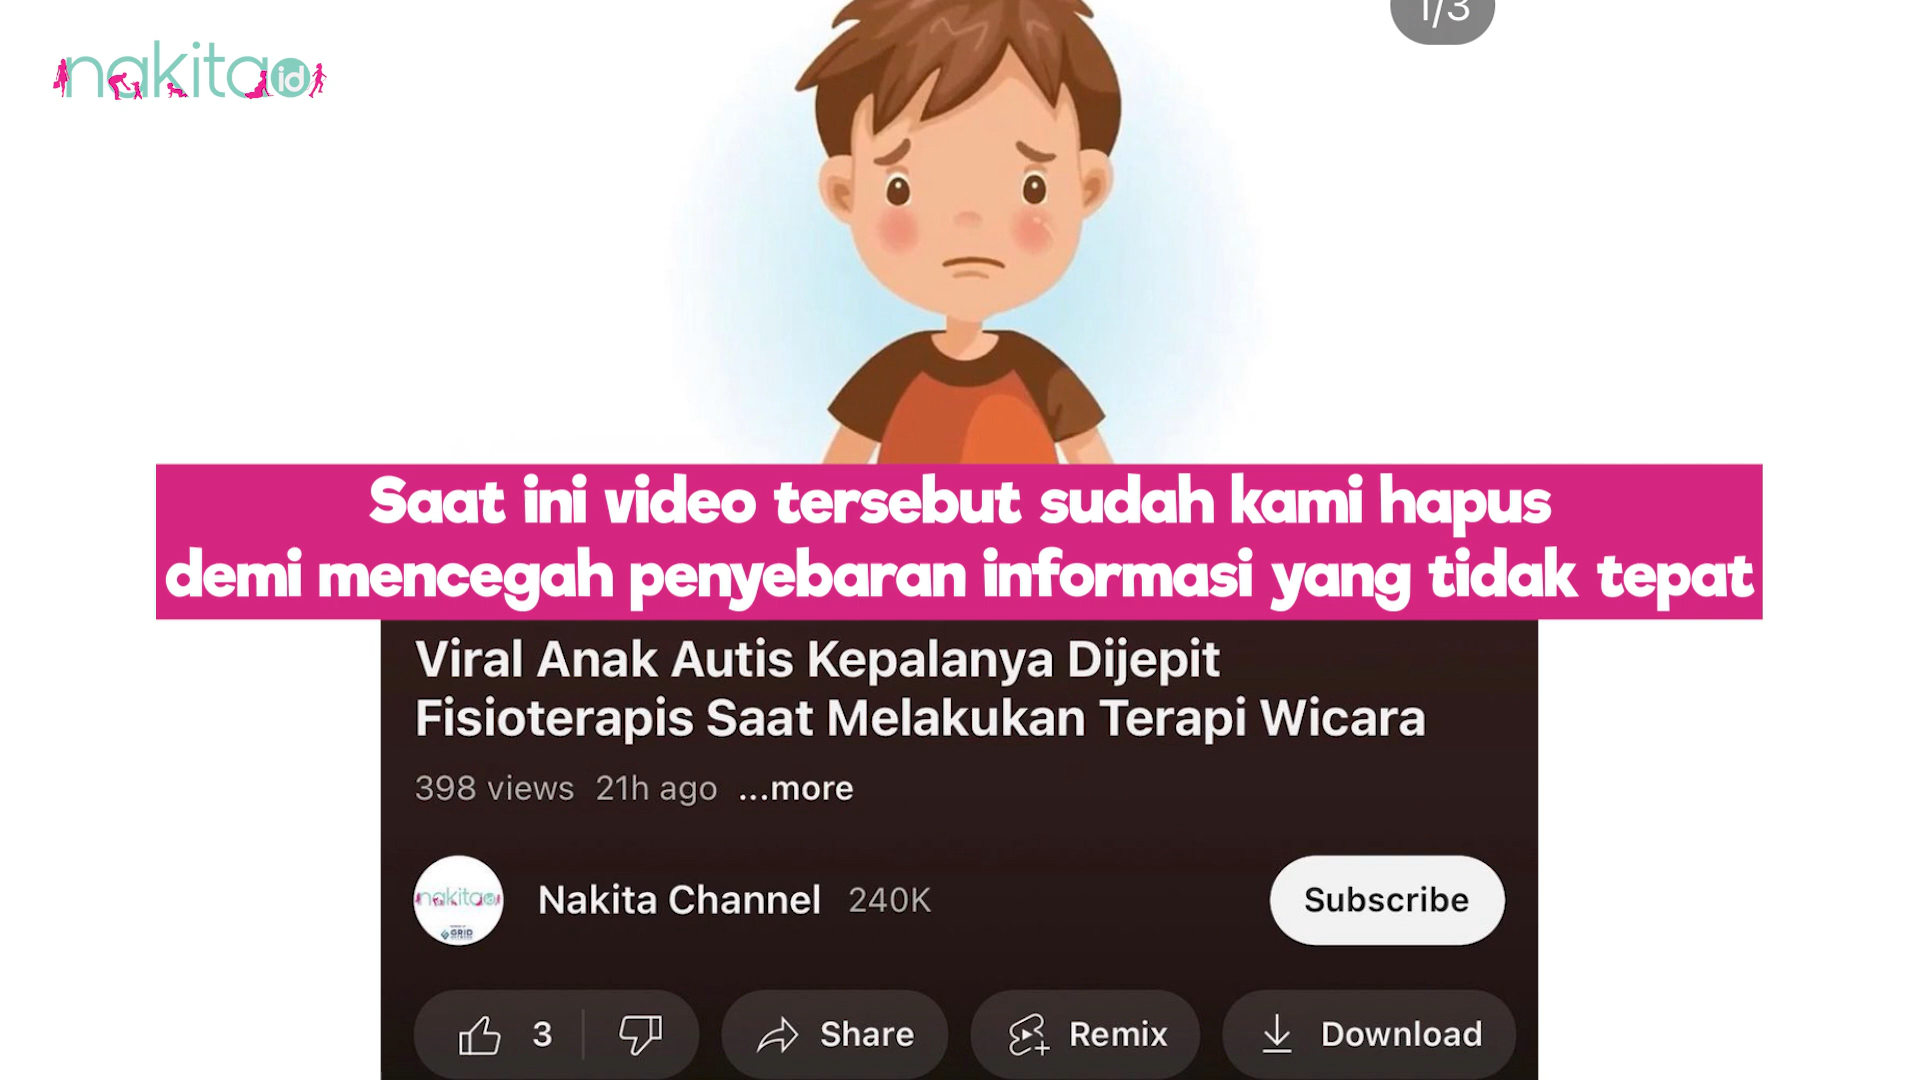 1/3
nakita id
Saat ini video tersebut sudah kami hapus
demi mencegah penyebaran informasi yang tidak tepat
Viral Anak Autis Kepalanya Dijepit
Fisioterapis Saat Melakukan Terapi Wicara
398 views 21h ago ...more
nakita
GRID
Nakita Channel 240K
Subscribe
3
Share
Remix
Download